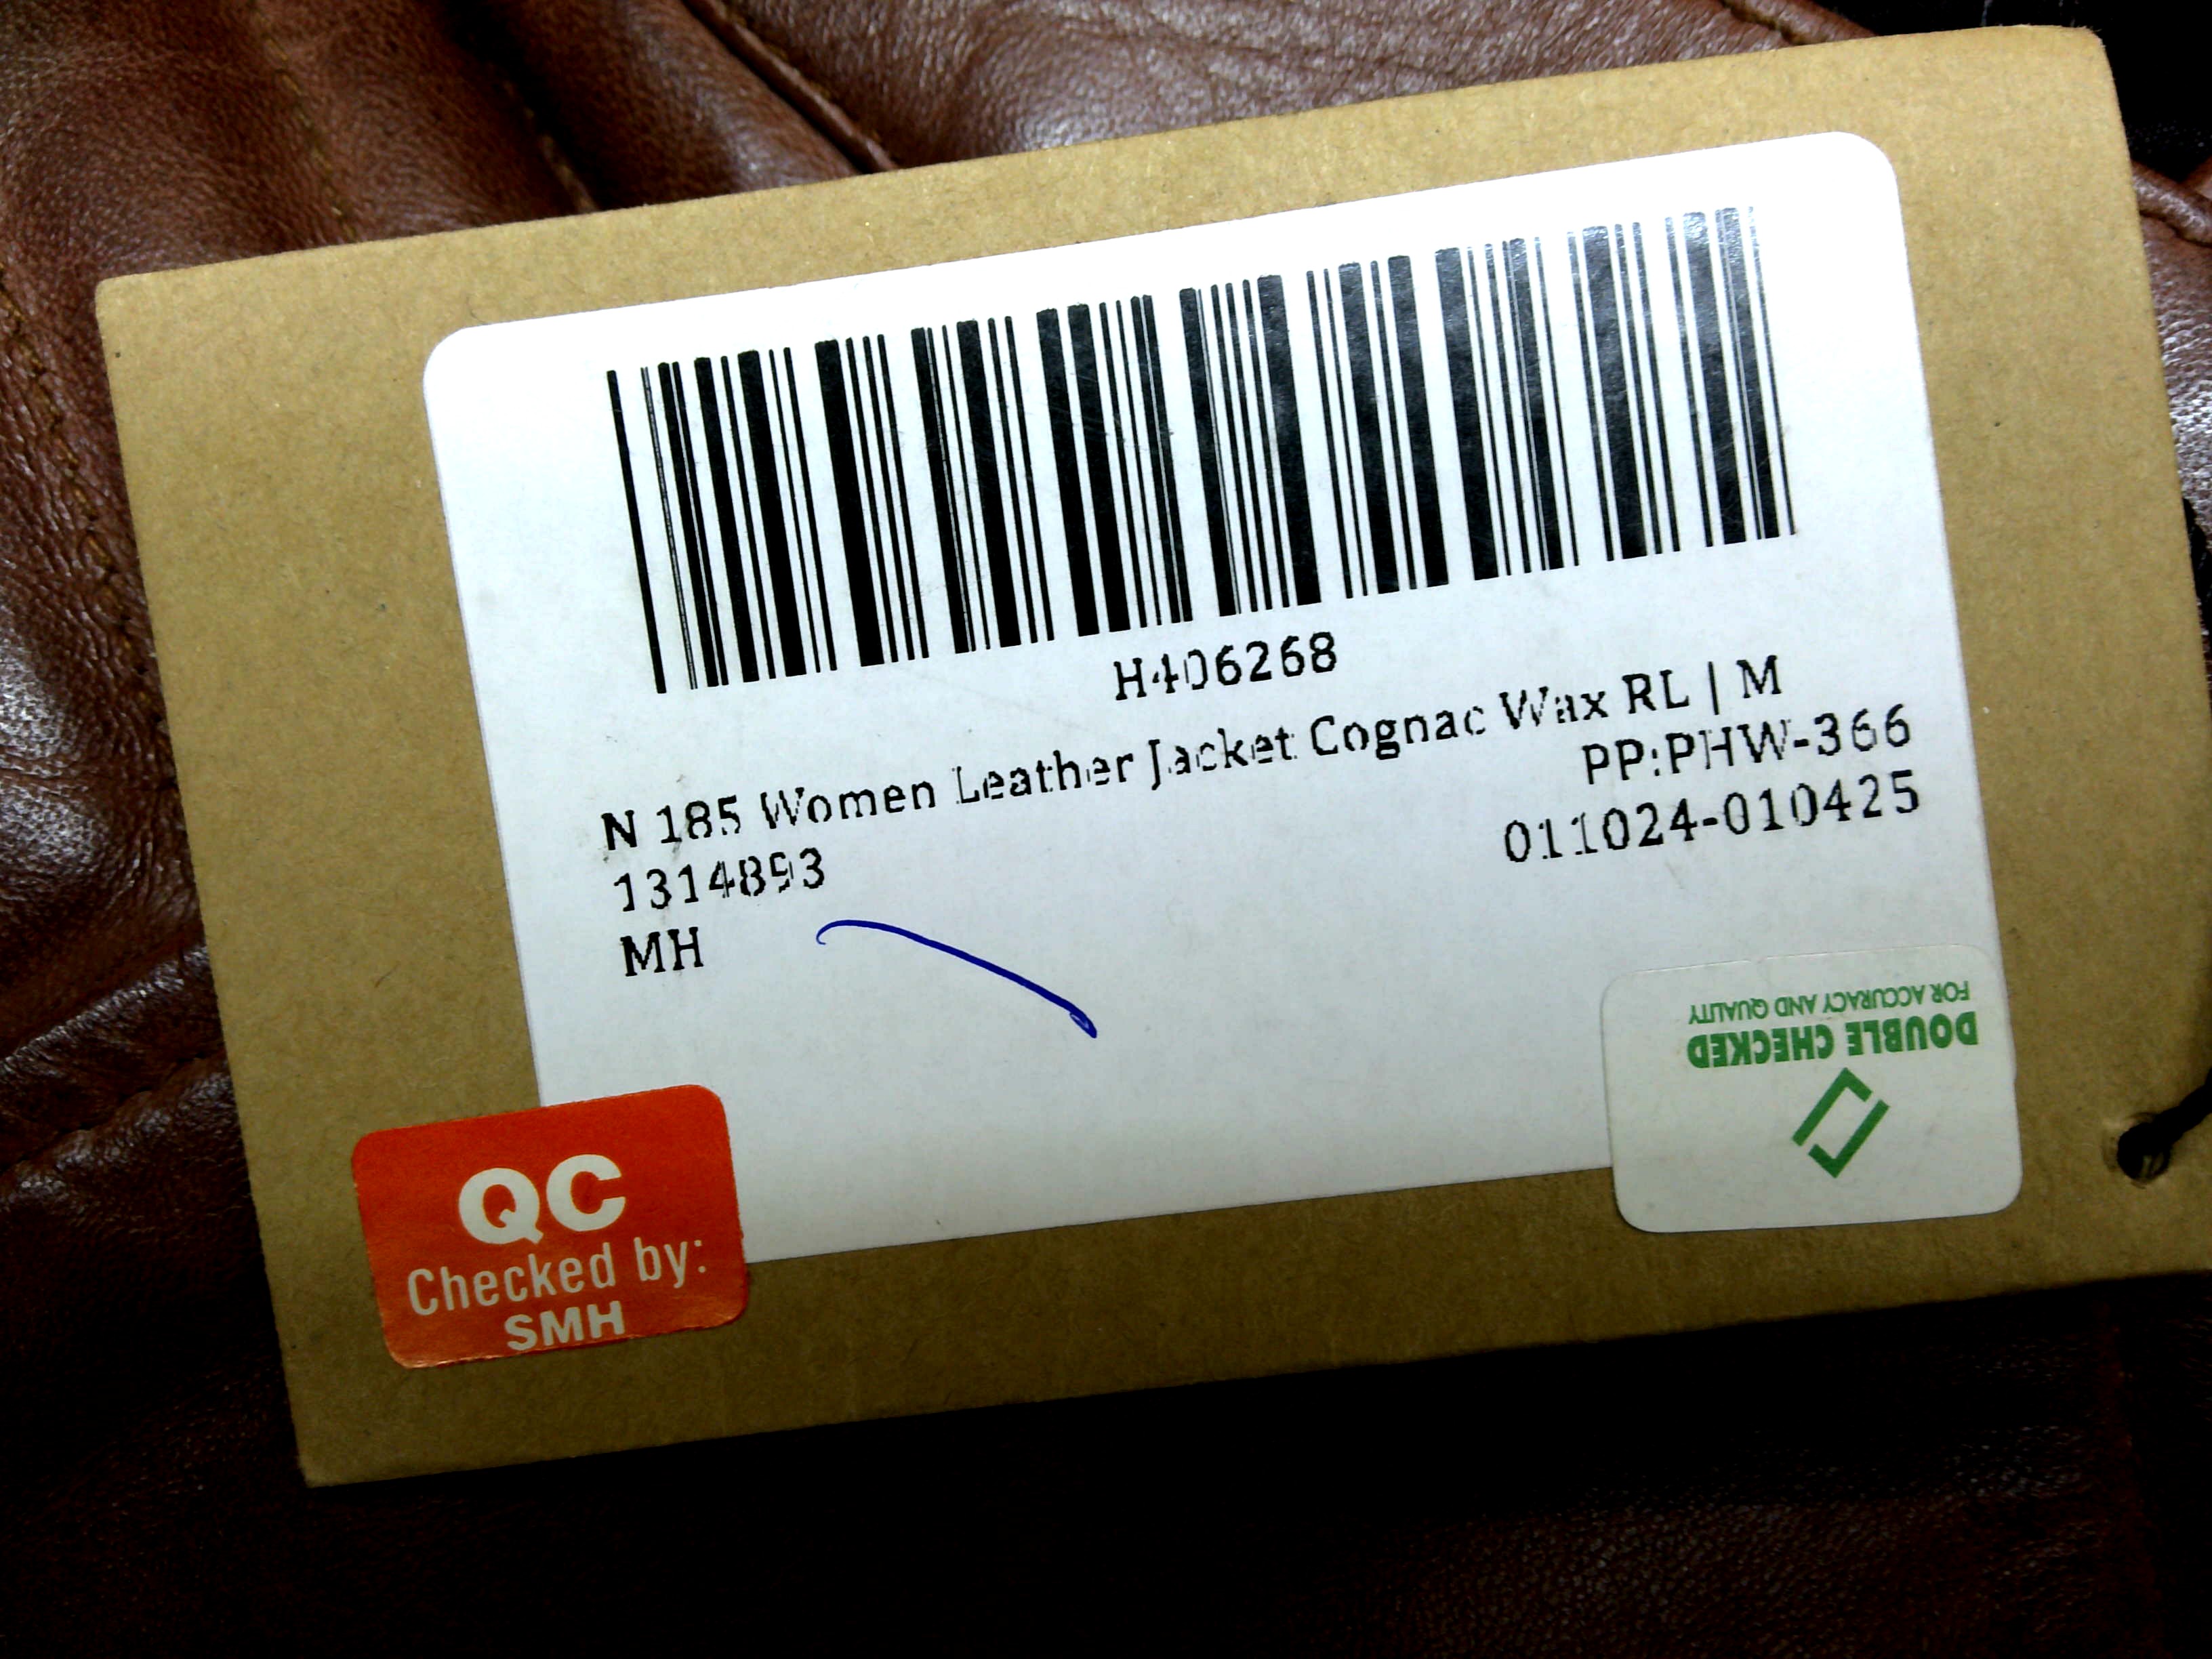 H406268
N 185 Women Leather Jacket Cognac Wax RL | M
PP:PHW-366
1314893
011024-010425
MH
DOUBLE CHECKED
FOR ACCURACY AND QUALITY
QC
Checked by:
SMH